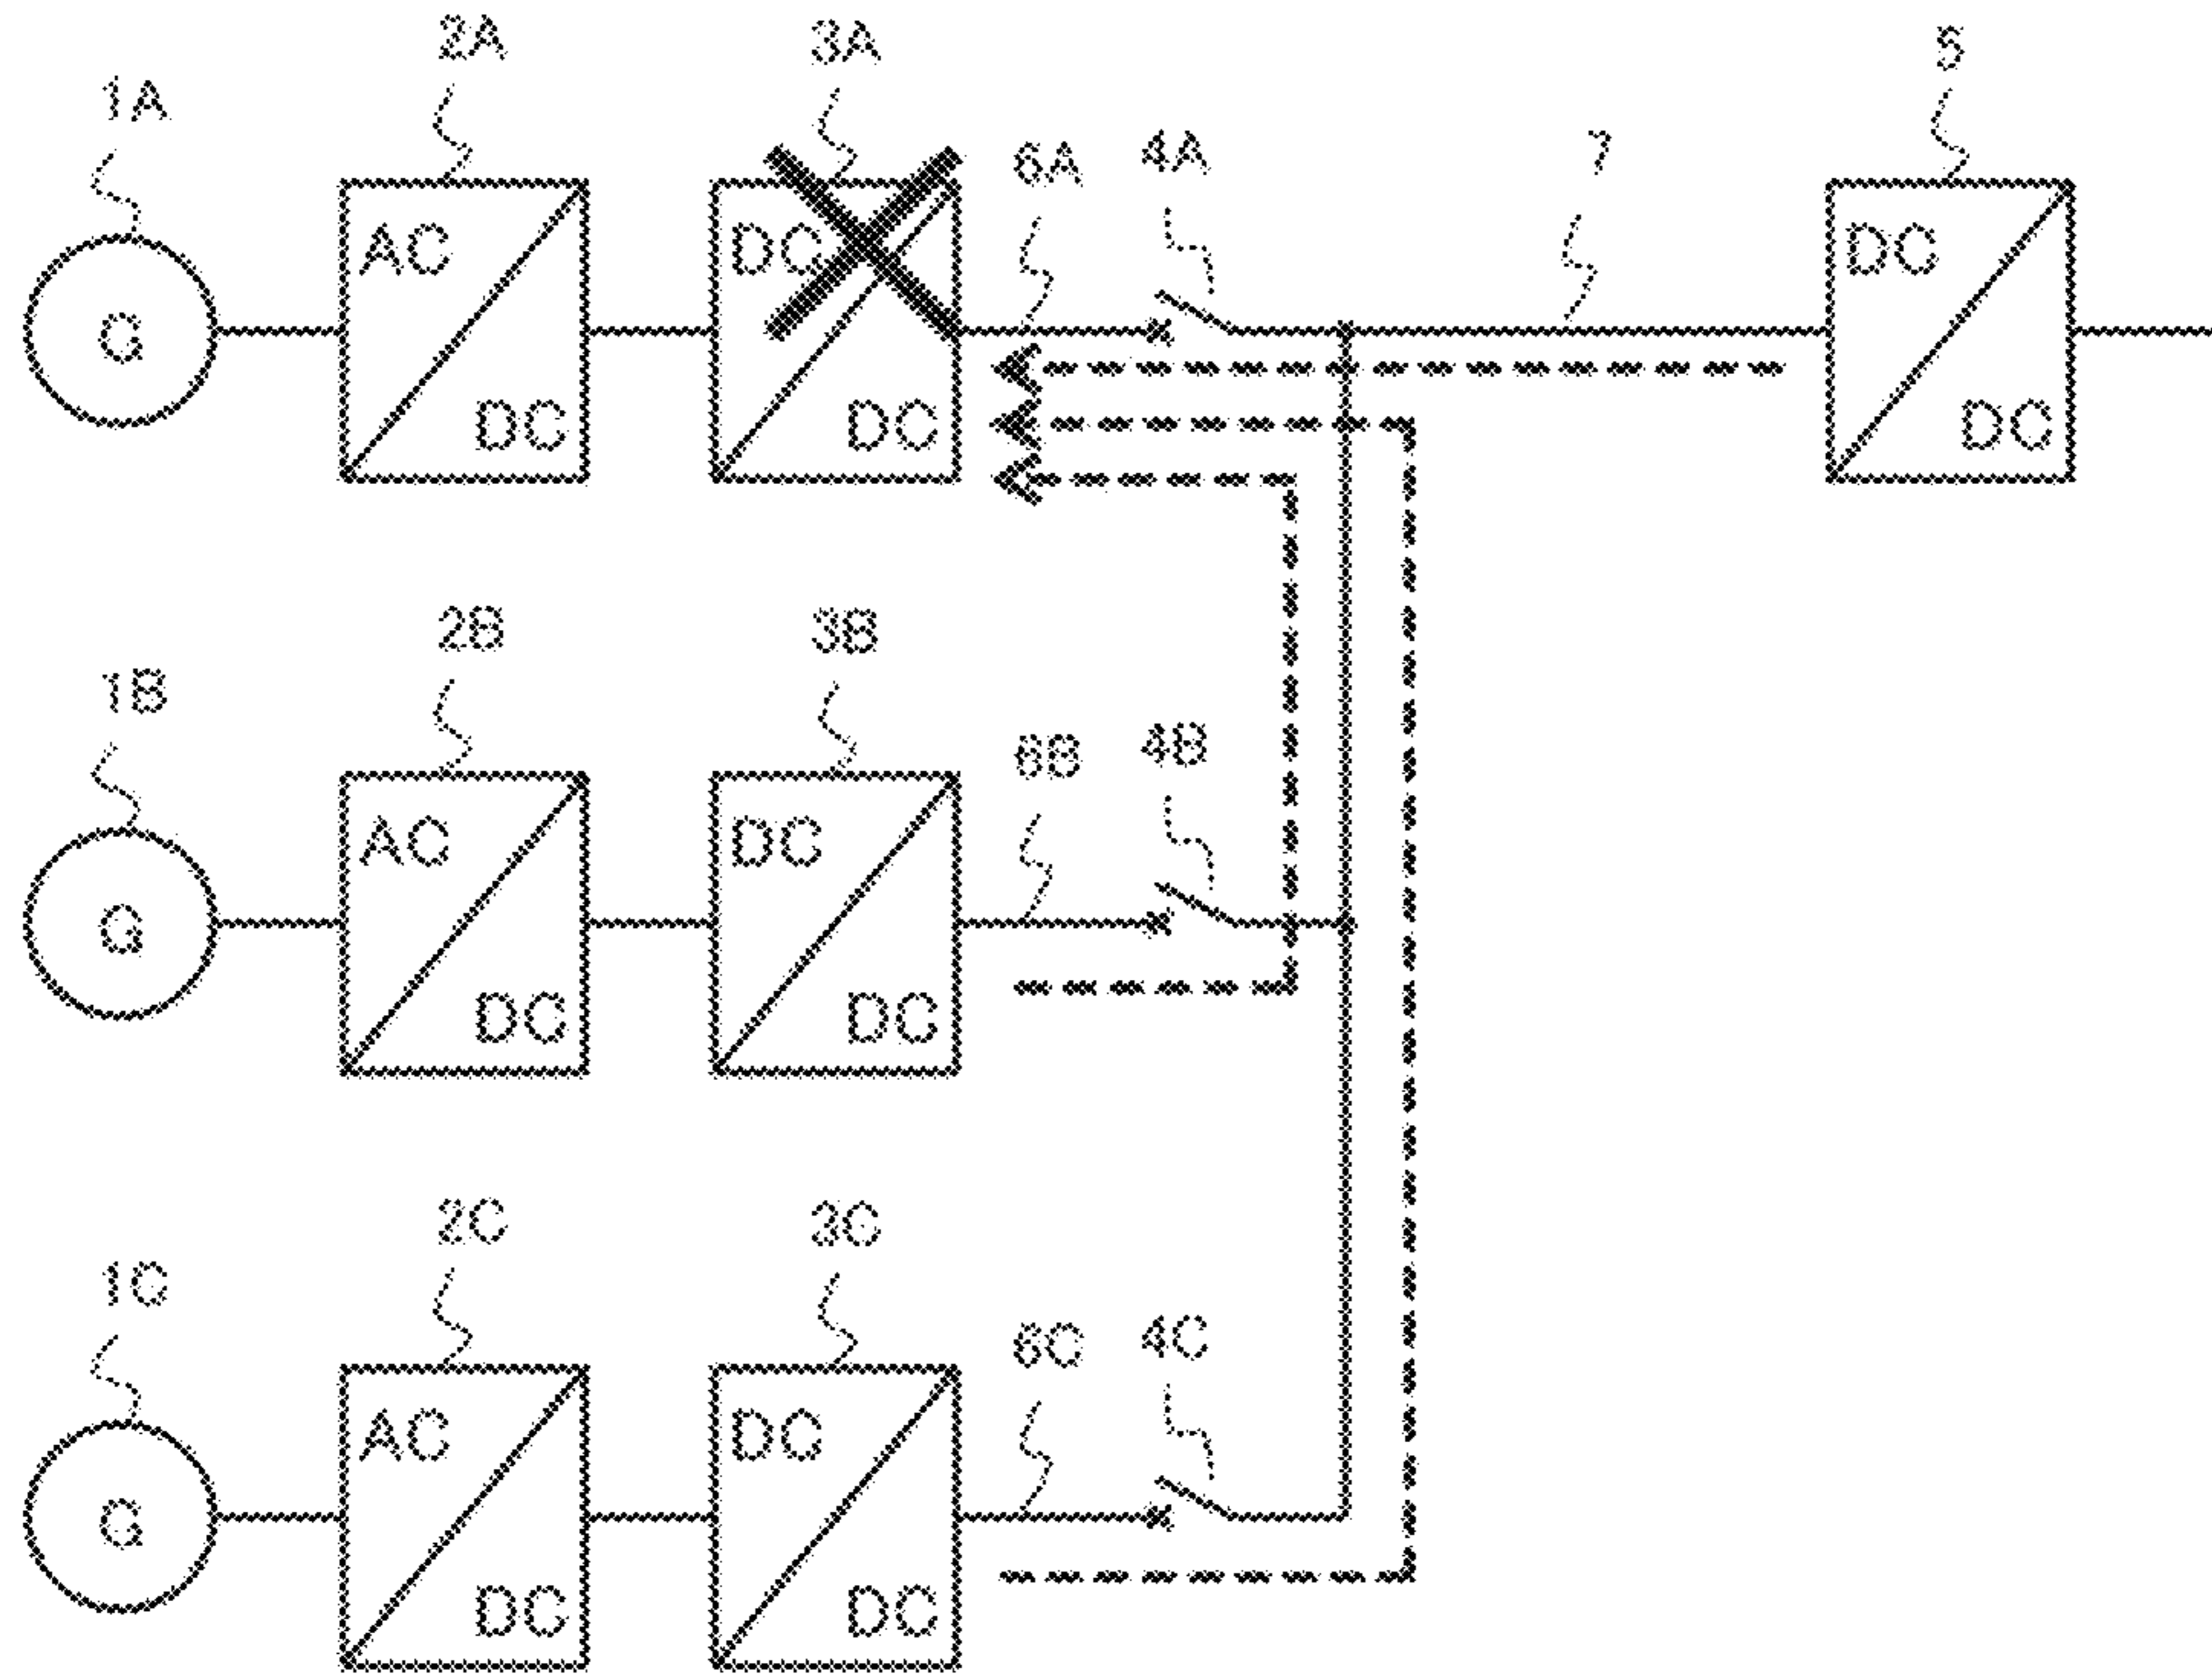 2A 3A 5
1A
6A 4A 7
AC DC DC
G
DC DC DC
2B 3B
1B
6B 4B
AC DC
G
DC DC
2C 3C
1C
6C 4C
AC DC
G
DC DC